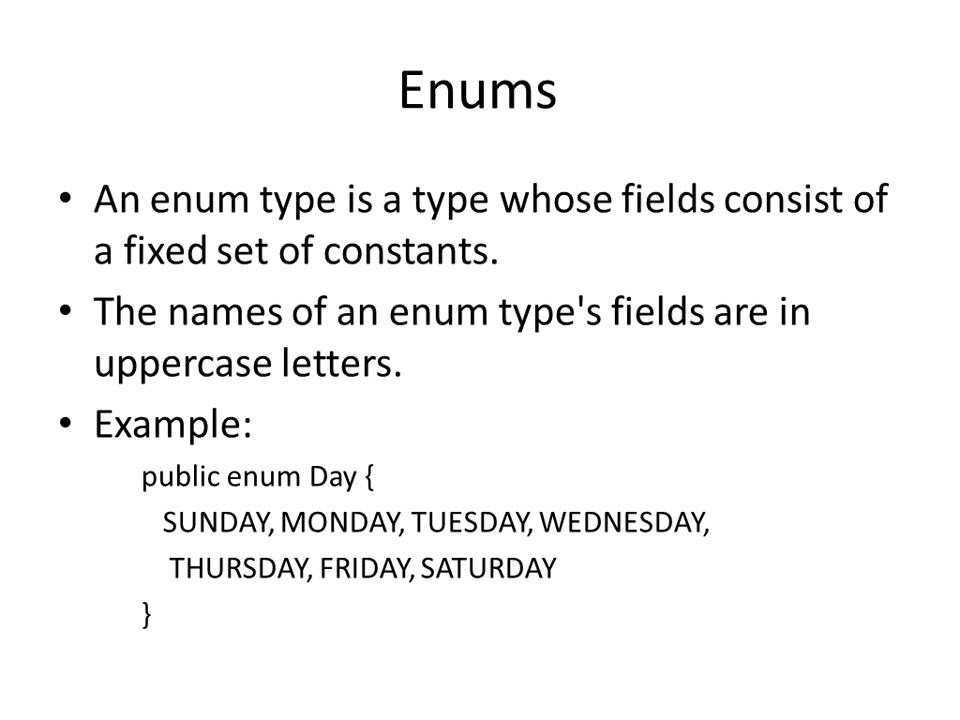 Enums
• An enum type is a type whose fields consist of
a fixed set of constants.
• The names of an enum type's fields are in
uppercase letters.
• Example:
public enum Day {
SUNDAY, MONDAY, TUESDAY, WEDNESDAY,
THURSDAY, FRIDAY, SATURDAY
}